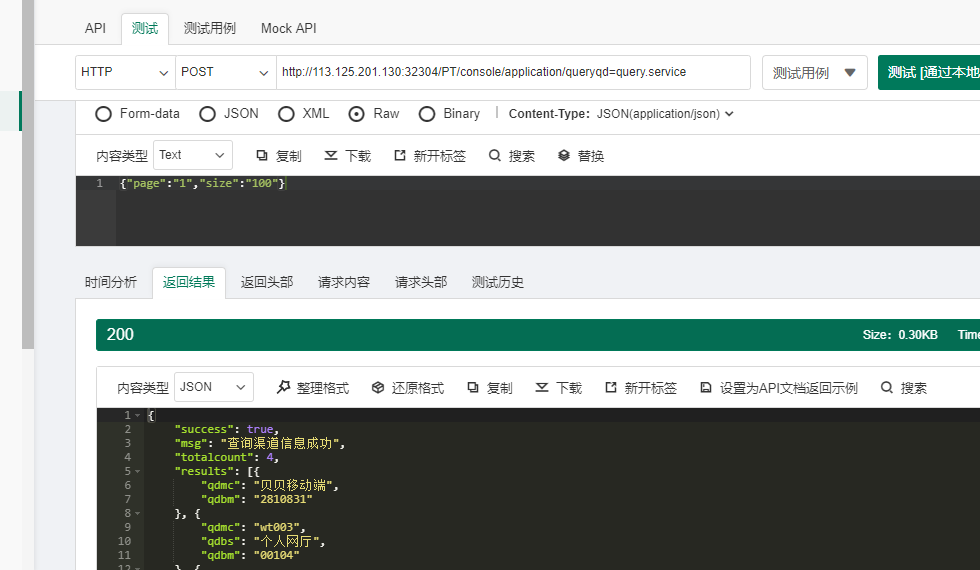 API 测试 测试用例 Mock API
HTTP POST http://113.125.201.130:32304/PT/console/application/queryqd=query.service 测试用例 测试 [通过本地
Form-data JSON XML Raw Binary Content-Type: JSON(application/json)
内容类型 Text 复制 下载 新开标签 搜索 替换
1 {"page":"1","size":"100"}
时间分析 返回结果 返回头部 请求内容 请求头部 测试历史
200 Size: 0.30KB Time
内容类型 JSON 整理格式 还原格式 复制 下载 新开标签 设置为API文档返回示例 搜索
1 {
2 "success": true,
3 "msg": "查询渠道信息成功",
4 "totalcount": 4,
5 "results": [{
6 "qdmc": "贝贝移动端",
7 "qdbm": "2810831"
8 }, {
9 "qdmc": "wt003",
10 "qdbs": "个人网厅",
11 "qdbm": "00104"
12 }, {